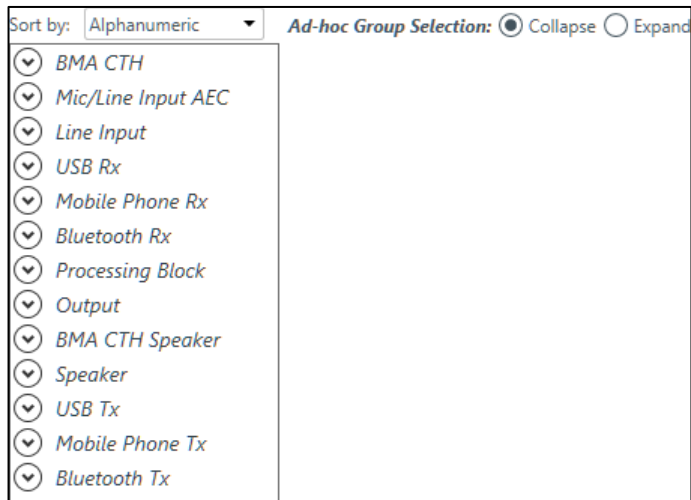 Sort by: Alphanumeric Ad-hoc Group Selection: Collapse Expand
BMA CTH
Mic/Line Input AEC
Line Input
USB Rx
Mobile Phone Rx
Bluetooth Rx
Processing Block
Output
BMA CTH Speaker
Speaker
USB Tx
Mobile Phone Tx
Bluetooth Tx